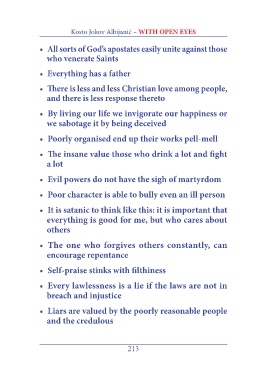 Kosto Jokov Albijanić – WITH OPEN EYES
• All sorts of God's apostates easily unite against those
who venerate Saints
• Everything has a father
• There is less and less Christian love among people,
and there is less response thereto
• By living our life we invigorate our happiness or
we sabotage it by being deceived
• Poorly organised end up their works pell-mell
• The insane value those who drink a lot and fight
a lot
• Evil powers do not have the sigh of martyrdom
• Poor character is able to bully even an ill person
• It is satanic to think like this: it is important that
everything is good for me, but who cares about
others
• The one who forgives others constantly, can
encourage repentance
• Self-praise stinks with filthiness
• Every lawlessness is a lie if the laws are not in
breach and injustice
• Liars are valued by the poorly reasonable people
and the credulous
213